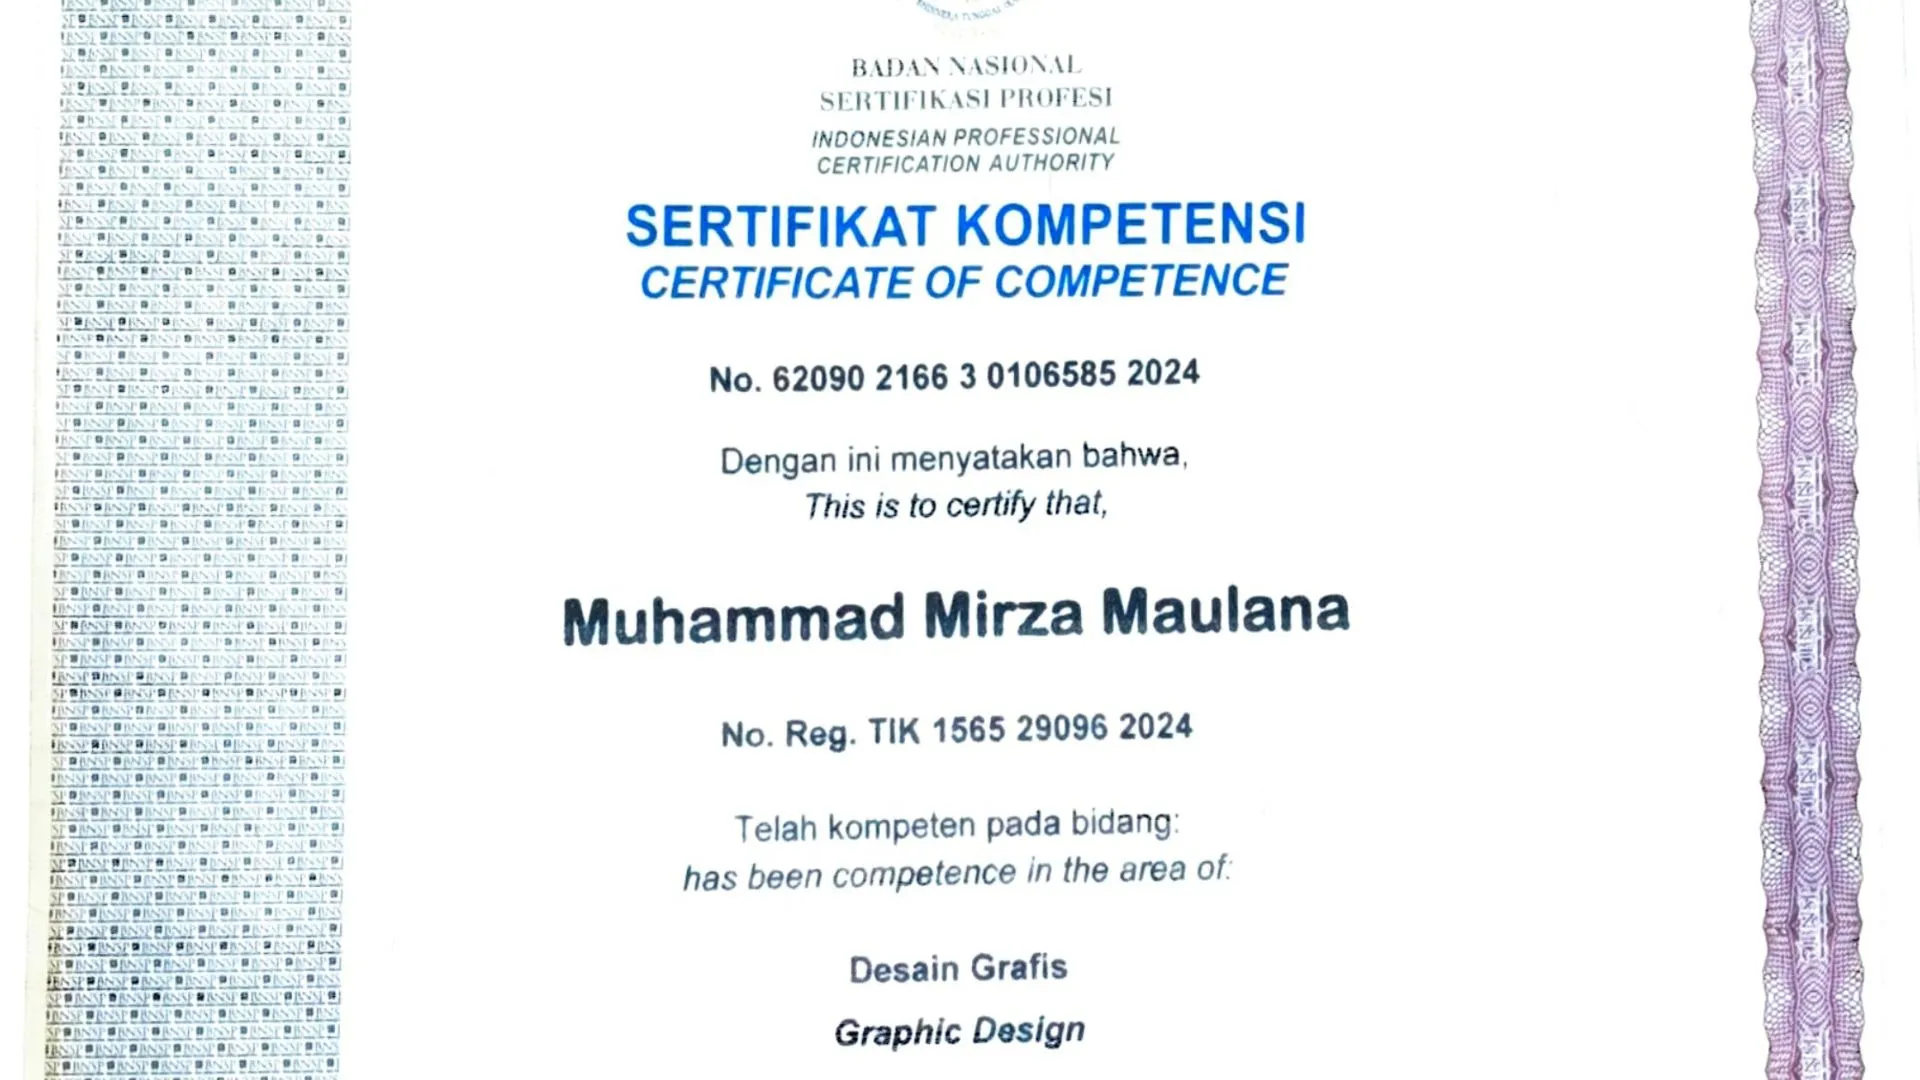 BADAN NASIONAL
SERTIFIKASI PROFESI
INDONESIAN PROFESSIONAL
CERTIFICATION AUTHORITY
SERTIFIKAT KOMPETENSI
CERTIFICATE OF COMPETENCE
No. 62090 2166 3 0106585 2024
Dengan ini menyatakan bahwa,
This is to certify that,
Muhammad Mirza Maulana
No. Reg. TIK 1565 29096 2024
Telah kompeten pada bidang:
has been competence in the area of:
Desain Grafis
Graphic Design